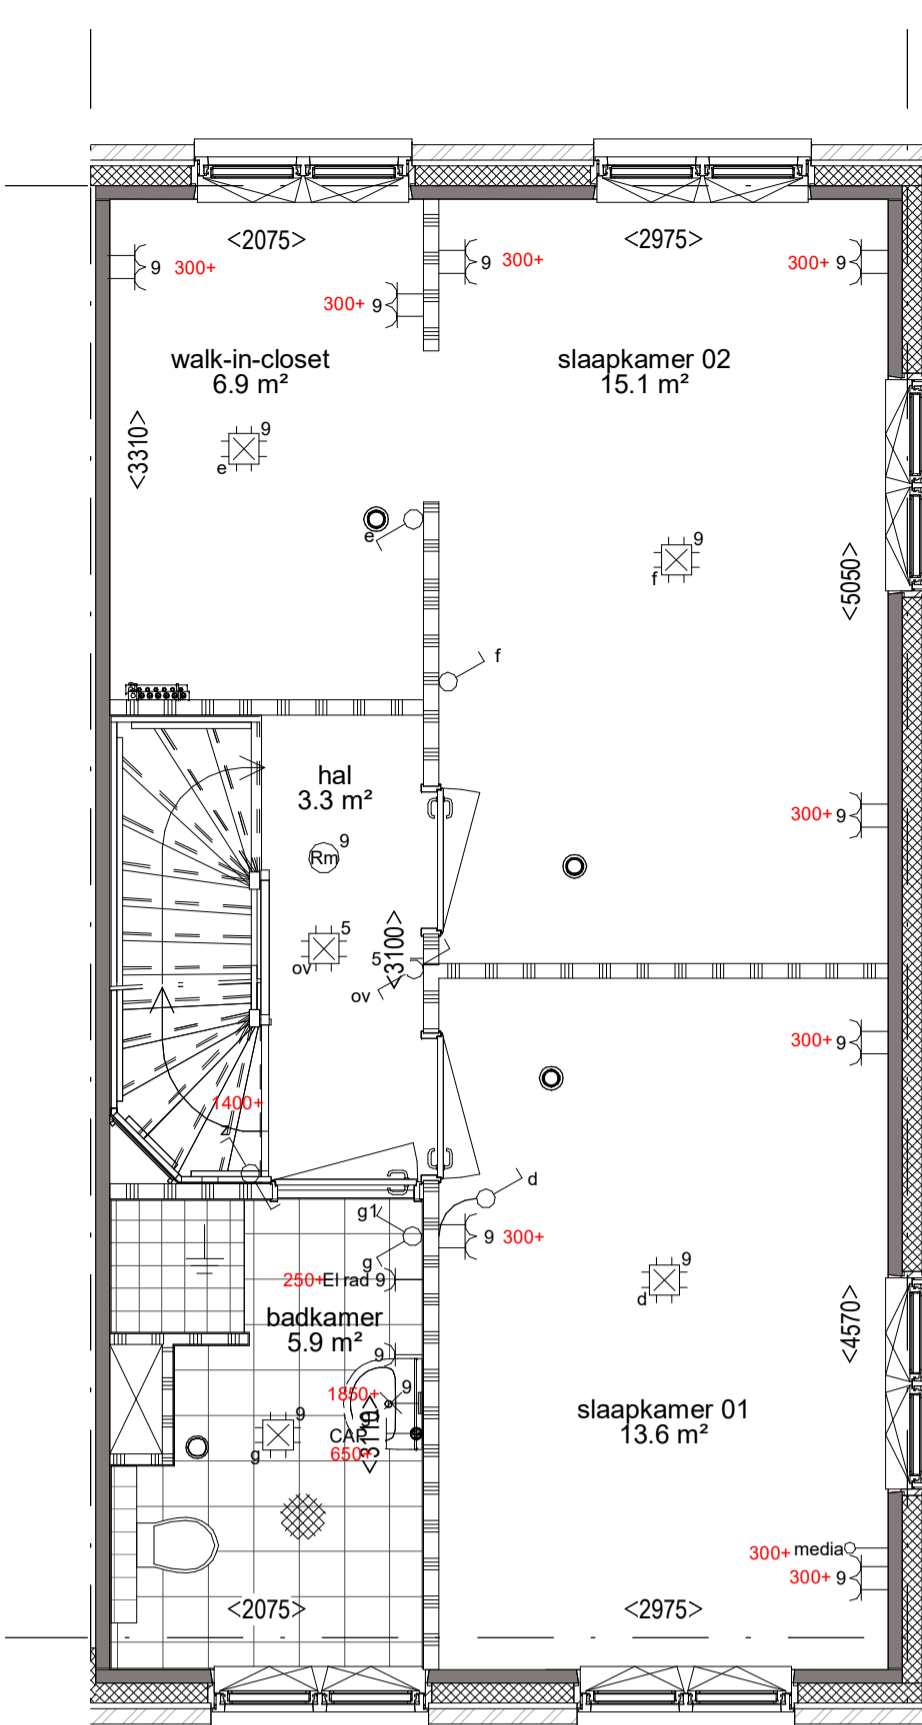 <2075>
<2975>
9 300+
300+ 9
9 300+
300+ 9
walk-in-closet
6.9 m²
slaapkamer 02
15.1 m²
<3310>
9
e
e
9
f
<5050>
f
hal
3.3 m²
9
Rm
300+ 9
5
ov
<3100>
5
ov
300+ 9
1400+
z
d
g1
g
9 300+
250+ El rad 9
9
d
badkamer
5.9 m²
<4570>
9
1850+
9
slaapkamer 01
13.6 m²
9
g
CAP
9
650+
<3110>
300+ media
300+ 9
<2075>
<2975>